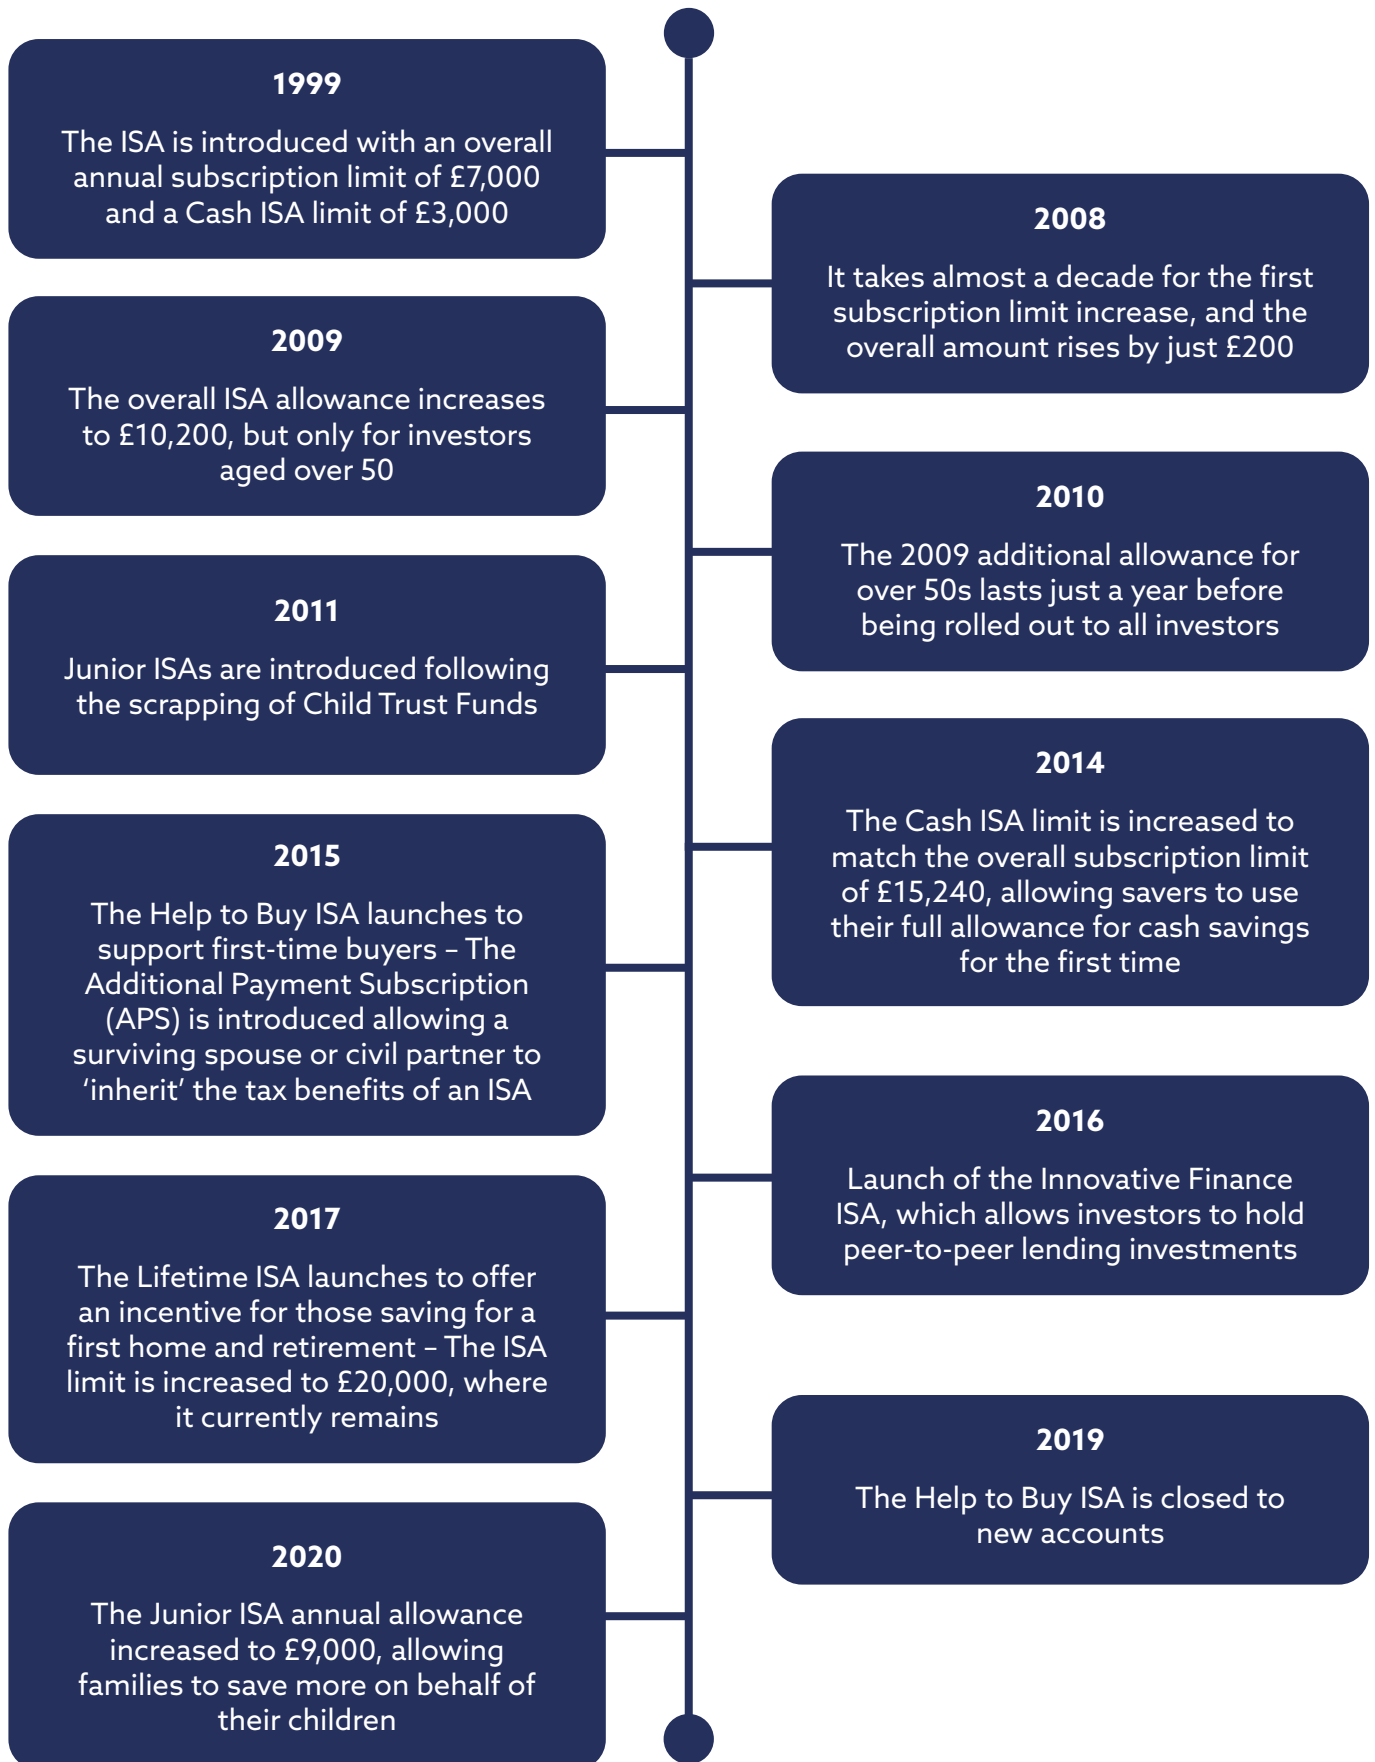 1999
The ISA is introduced with an overall
annual subscription limit of £7,000
and a Cash ISA limit of £3,000
2008
It takes almost a decade for the first
subscription limit increase, and the
overall amount rises by just £200
2009
The overall ISA allowance increases
to £10,200, but only for investors
aged over 50
2010
The 2009 additional allowance for
over 50s lasts just a year before
being rolled out to all investors
2011
Junior ISAs are introduced following
the scrapping of Child Trust Funds
2014
The Cash ISA limit is increased to
match the overall subscription limit
of £15,240, allowing savers to use
their full allowance for cash savings
for the first time
2015
The Help to Buy ISA launches to
support first-time buyers – The
Additional Payment Subscription
(APS) is introduced allowing a
surviving spouse or civil partner to
‘inherit’ the tax benefits of an ISA
2016
Launch of the Innovative Finance
ISA, which allows investors to hold
peer-to-peer lending investments
2017
The Lifetime ISA launches to offer
an incentive for those saving for a
first home and retirement – The ISA
limit is increased to £20,000, where
it currently remains
2019
The Help to Buy ISA is closed to
new accounts
2020
The Junior ISA annual allowance
increased to £9,000, allowing
families to save more on behalf of
their children